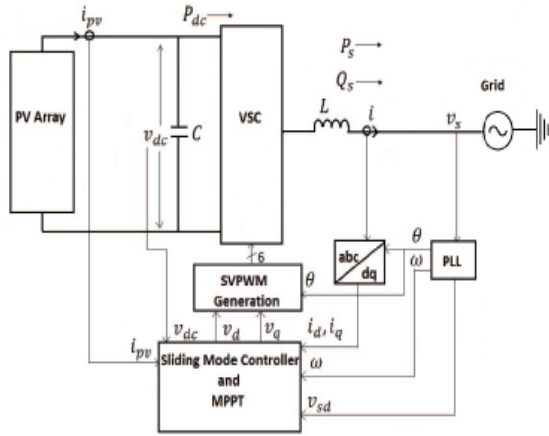 i_pv
P_dc
P_s
Q_s
PV Array
v_dc
C
VSC
L
i
v_s
Grid
abc
dq
θ
ω
PLL
6
SVPWM
Generation
θ
v_dc
v_d
v_q
i_d, i_q
i_pv
Sliding Mode Controller
and
MPPT
ω
v_sd